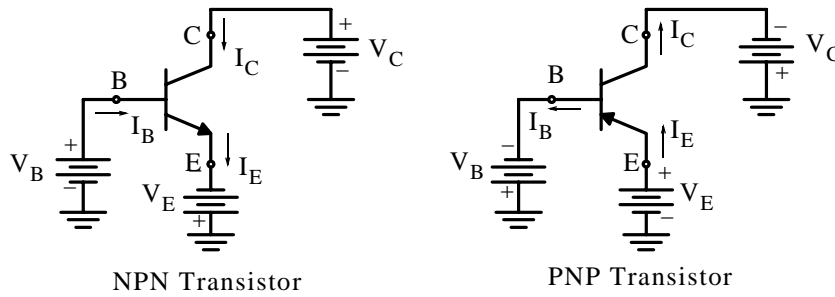 C
I_C
+
−
V_C
B
I_B
+
−
V_B
E
I_E
V_E
+
NPN Transistor
C
I_C
−
+
V_C
B
I_B
−
+
V_B
I_E
E
+
−
V_E
PNP Transistor